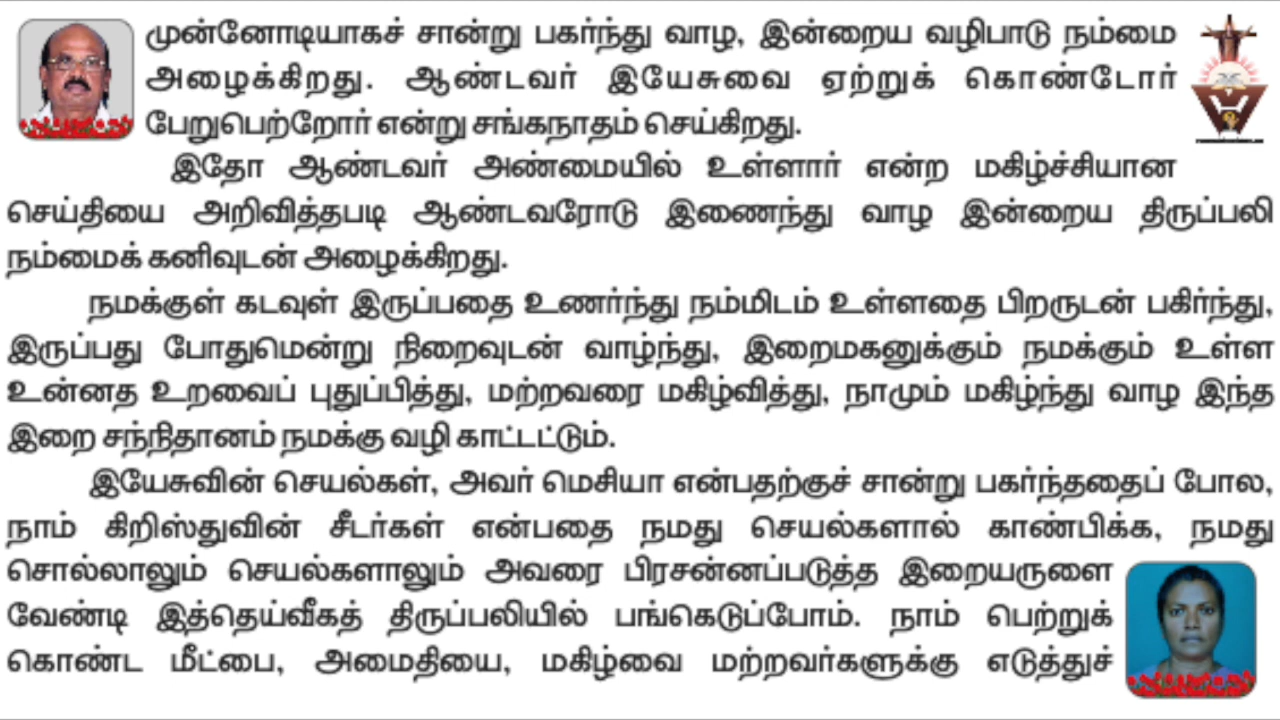 முன்னோடியாகச் சான்று பகர்ந்து வாழ, இன்றைய வழிபாடு நம்மை
அழைக்கிறது. ஆண்டவர் இயேசுவை ஏற்றுக் கொண்டோர்
பேறுபெற்றோர் என்று சங்கநாதம் செய்கிறது.
இதோ ஆண்டவர் அண்மையில் உள்ளார் என்ற மகிழ்ச்சியான
செய்தியை அறிவித்தபடி ஆண்டவரோடு இணைந்து வாழ இன்றைய திருப்பலி
நம்மைக் கனிவுடன் அழைக்கிறது.
நமக்குள் கடவுள் இருப்பதை உணர்ந்து நம்மிடம் உள்ளதை பிறருடன் பகிர்ந்து,
இருப்பது போதுமென்று நிறைவுடன் வாழ்ந்து, இறைமகனுக்கும் நமக்கும் உள்ள
உன்னத உறவைப் புதுப்பித்து, மற்றவரை மகிழ்வித்து, நாமும் மகிழ்ந்து வாழ இந்த
இறை சந்நிதானம் நமக்கு வழி காட்டட்டும்.
இயேசுவின் செயல்கள், அவர் மெசியா என்பதற்குச் சான்று பகர்ந்ததைப் போல,
நாம் கிறிஸ்துவின் சீடர்கள் என்பதை நமது செயல்களால் காண்பிக்க, நமது
சொல்லாலும் செயல்களாலும் அவரை பிரசன்னப்படுத்த இறையருளை
வேண்டி இத்தெய்வீகத் திருப்பலியில் பங்கெடுப்போம். நாம் பெற்றுக்
கொண்ட மீட்பை, அமைதியை, மகிழ்வை மற்றவர்களுக்கு எடுத்துச்